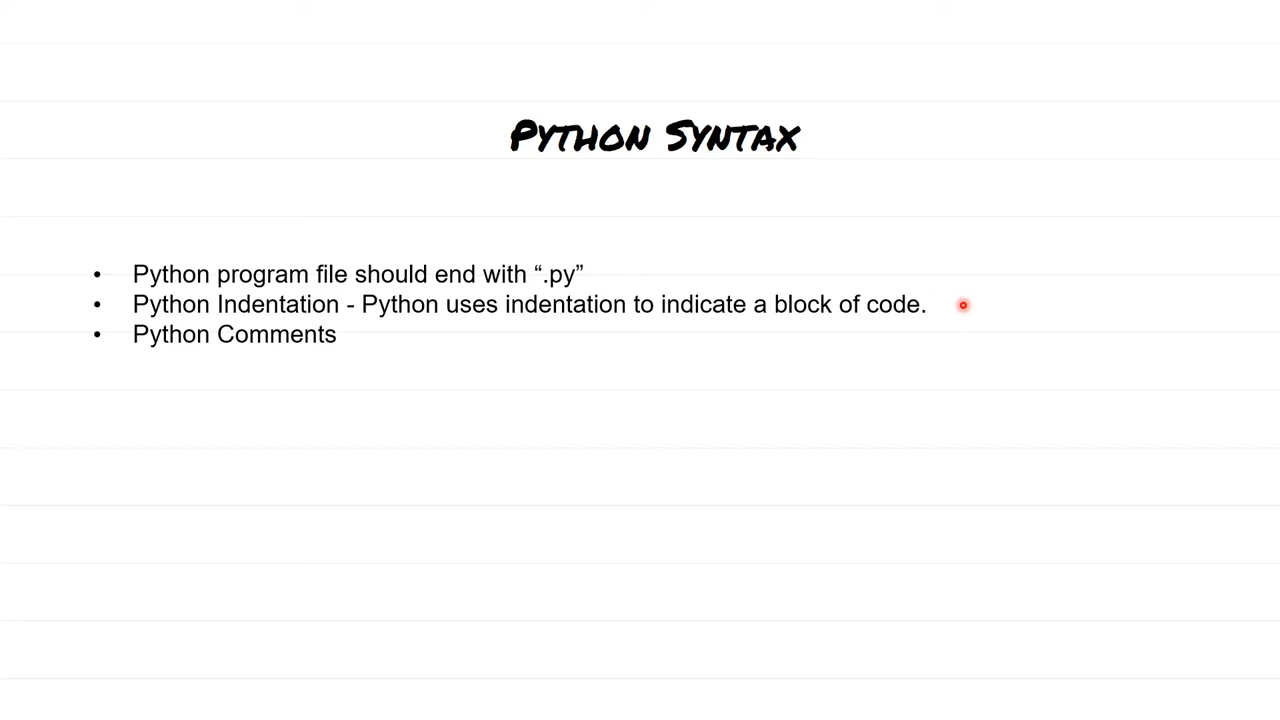 Python Syntax
• Python program file should end with “.py”
• Python Indentation - Python uses indentation to indicate a block of code.
• Python Comments